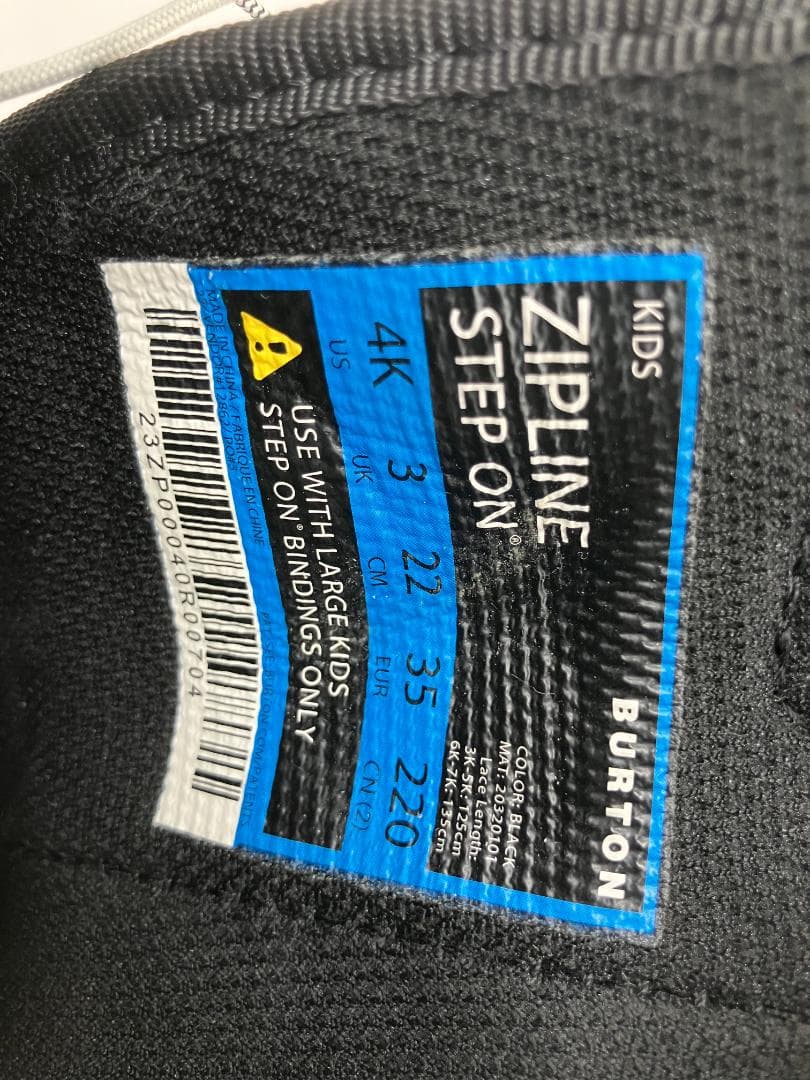 KIDS
BURTON
ZIPLINE
STEP ON®
COLOR: BLACK
MAT: 20320101
Lace Length:
3K-5K: 125cm
6K-7K: 135cm
4K 3 22 35 220
US UK CM EUR CN(2)
USE WITH LARGE KIDS
STEP ON® BINDINGS ONLY
MADE IN CHINA / FABRIQUE EN CHINE
23ZP00040R00704